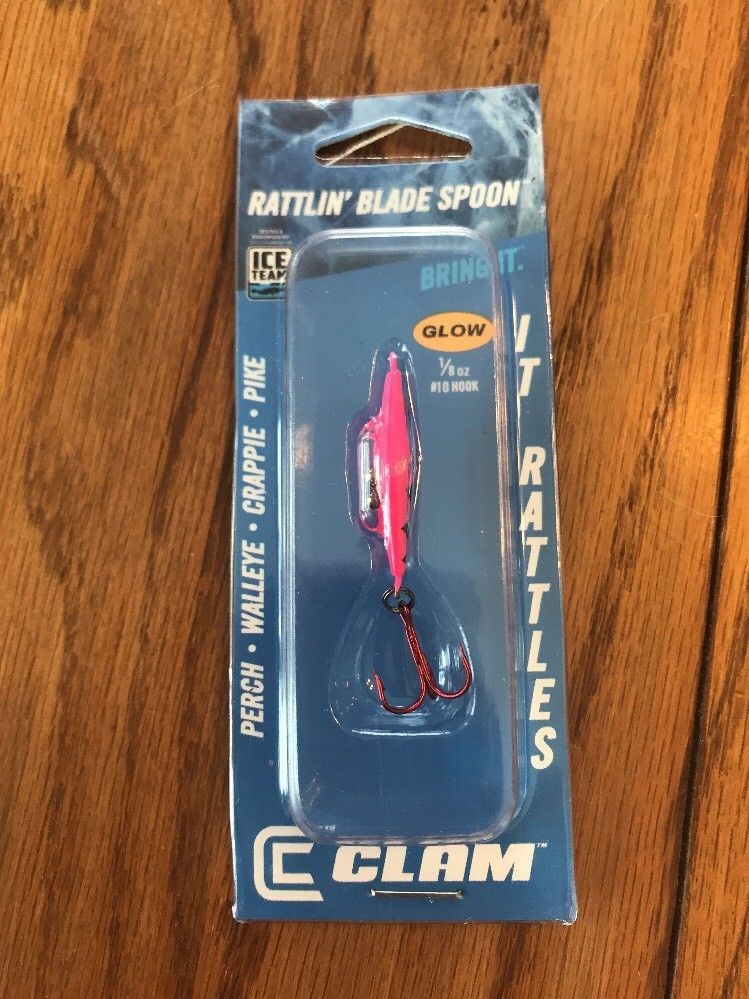 RATTLIN' BLADE SPOON™
ICE
TEAM
BRING IT.™
GLOW
1/8 oz
#10 HOOK
IT RATTLES
PERCH • WALLEYE • CRAPPIE • PIKE
CLAM™